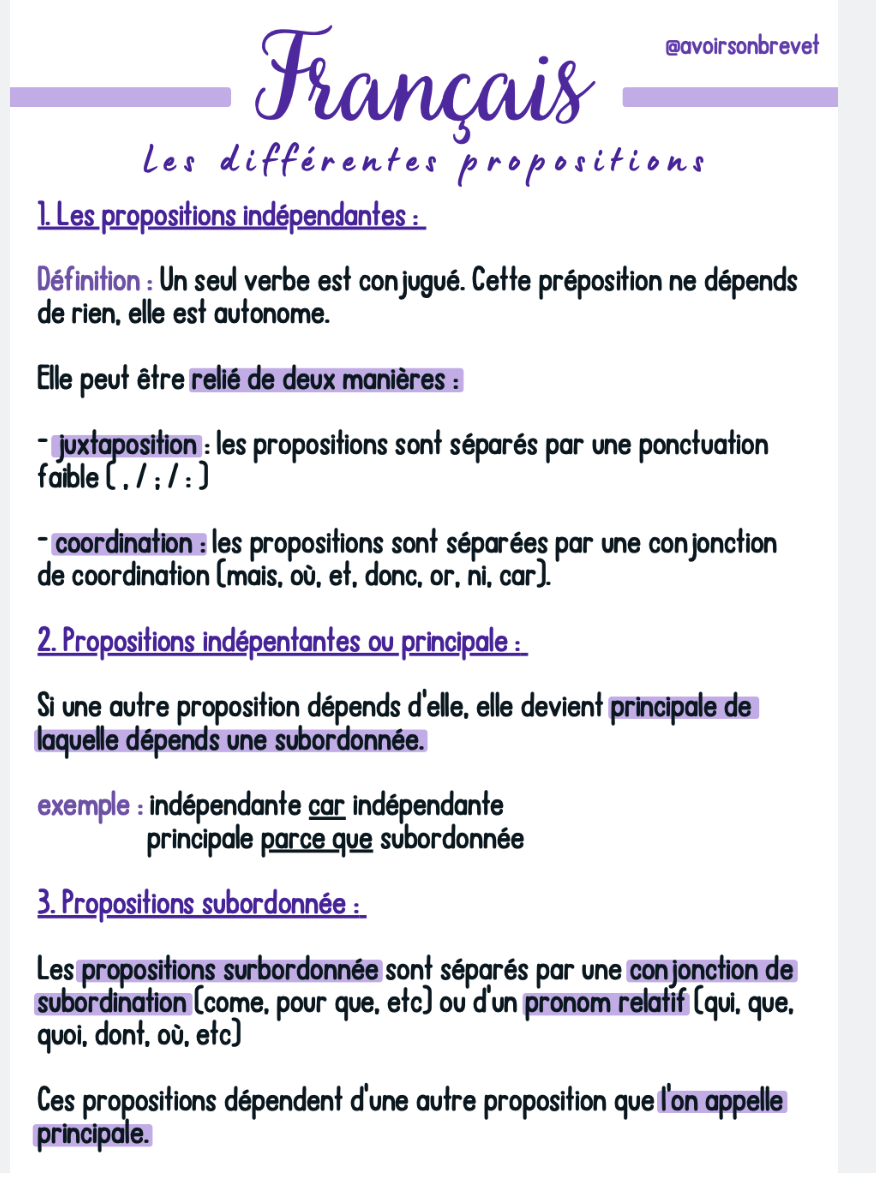 @avoirsonbrevet
Français
Les différentes propositions
1. Les propositions indépendantes :
Définition : Un seul verbe est conjugué. Cette préposition ne dépends
de rien, elle est autonome.
Elle peut être relié de deux manières :
- juxtaposition : les propositions sont séparés par une ponctuation
faible ( , / ; / : )
- coordination : les propositions sont séparées par une conjonction
de coordination (mais, où, et, donc, or, ni, car).
2. Propositions indépentantes ou principale :
Si une autre proposition dépends d'elle, elle devient principale de
laquelle dépends une subordonnée.
exemple : indépendante car indépendante
principale parce que subordonnée
3. Propositions subordonnée :
Les propositions surbordonnée sont séparés par une conjonction de
subordination (come, pour que, etc) ou d'un pronom relatif (qui, que,
quoi, dont, où, etc)
Ces propositions dépendent d'une autre proposition que l'on appelle
principale.